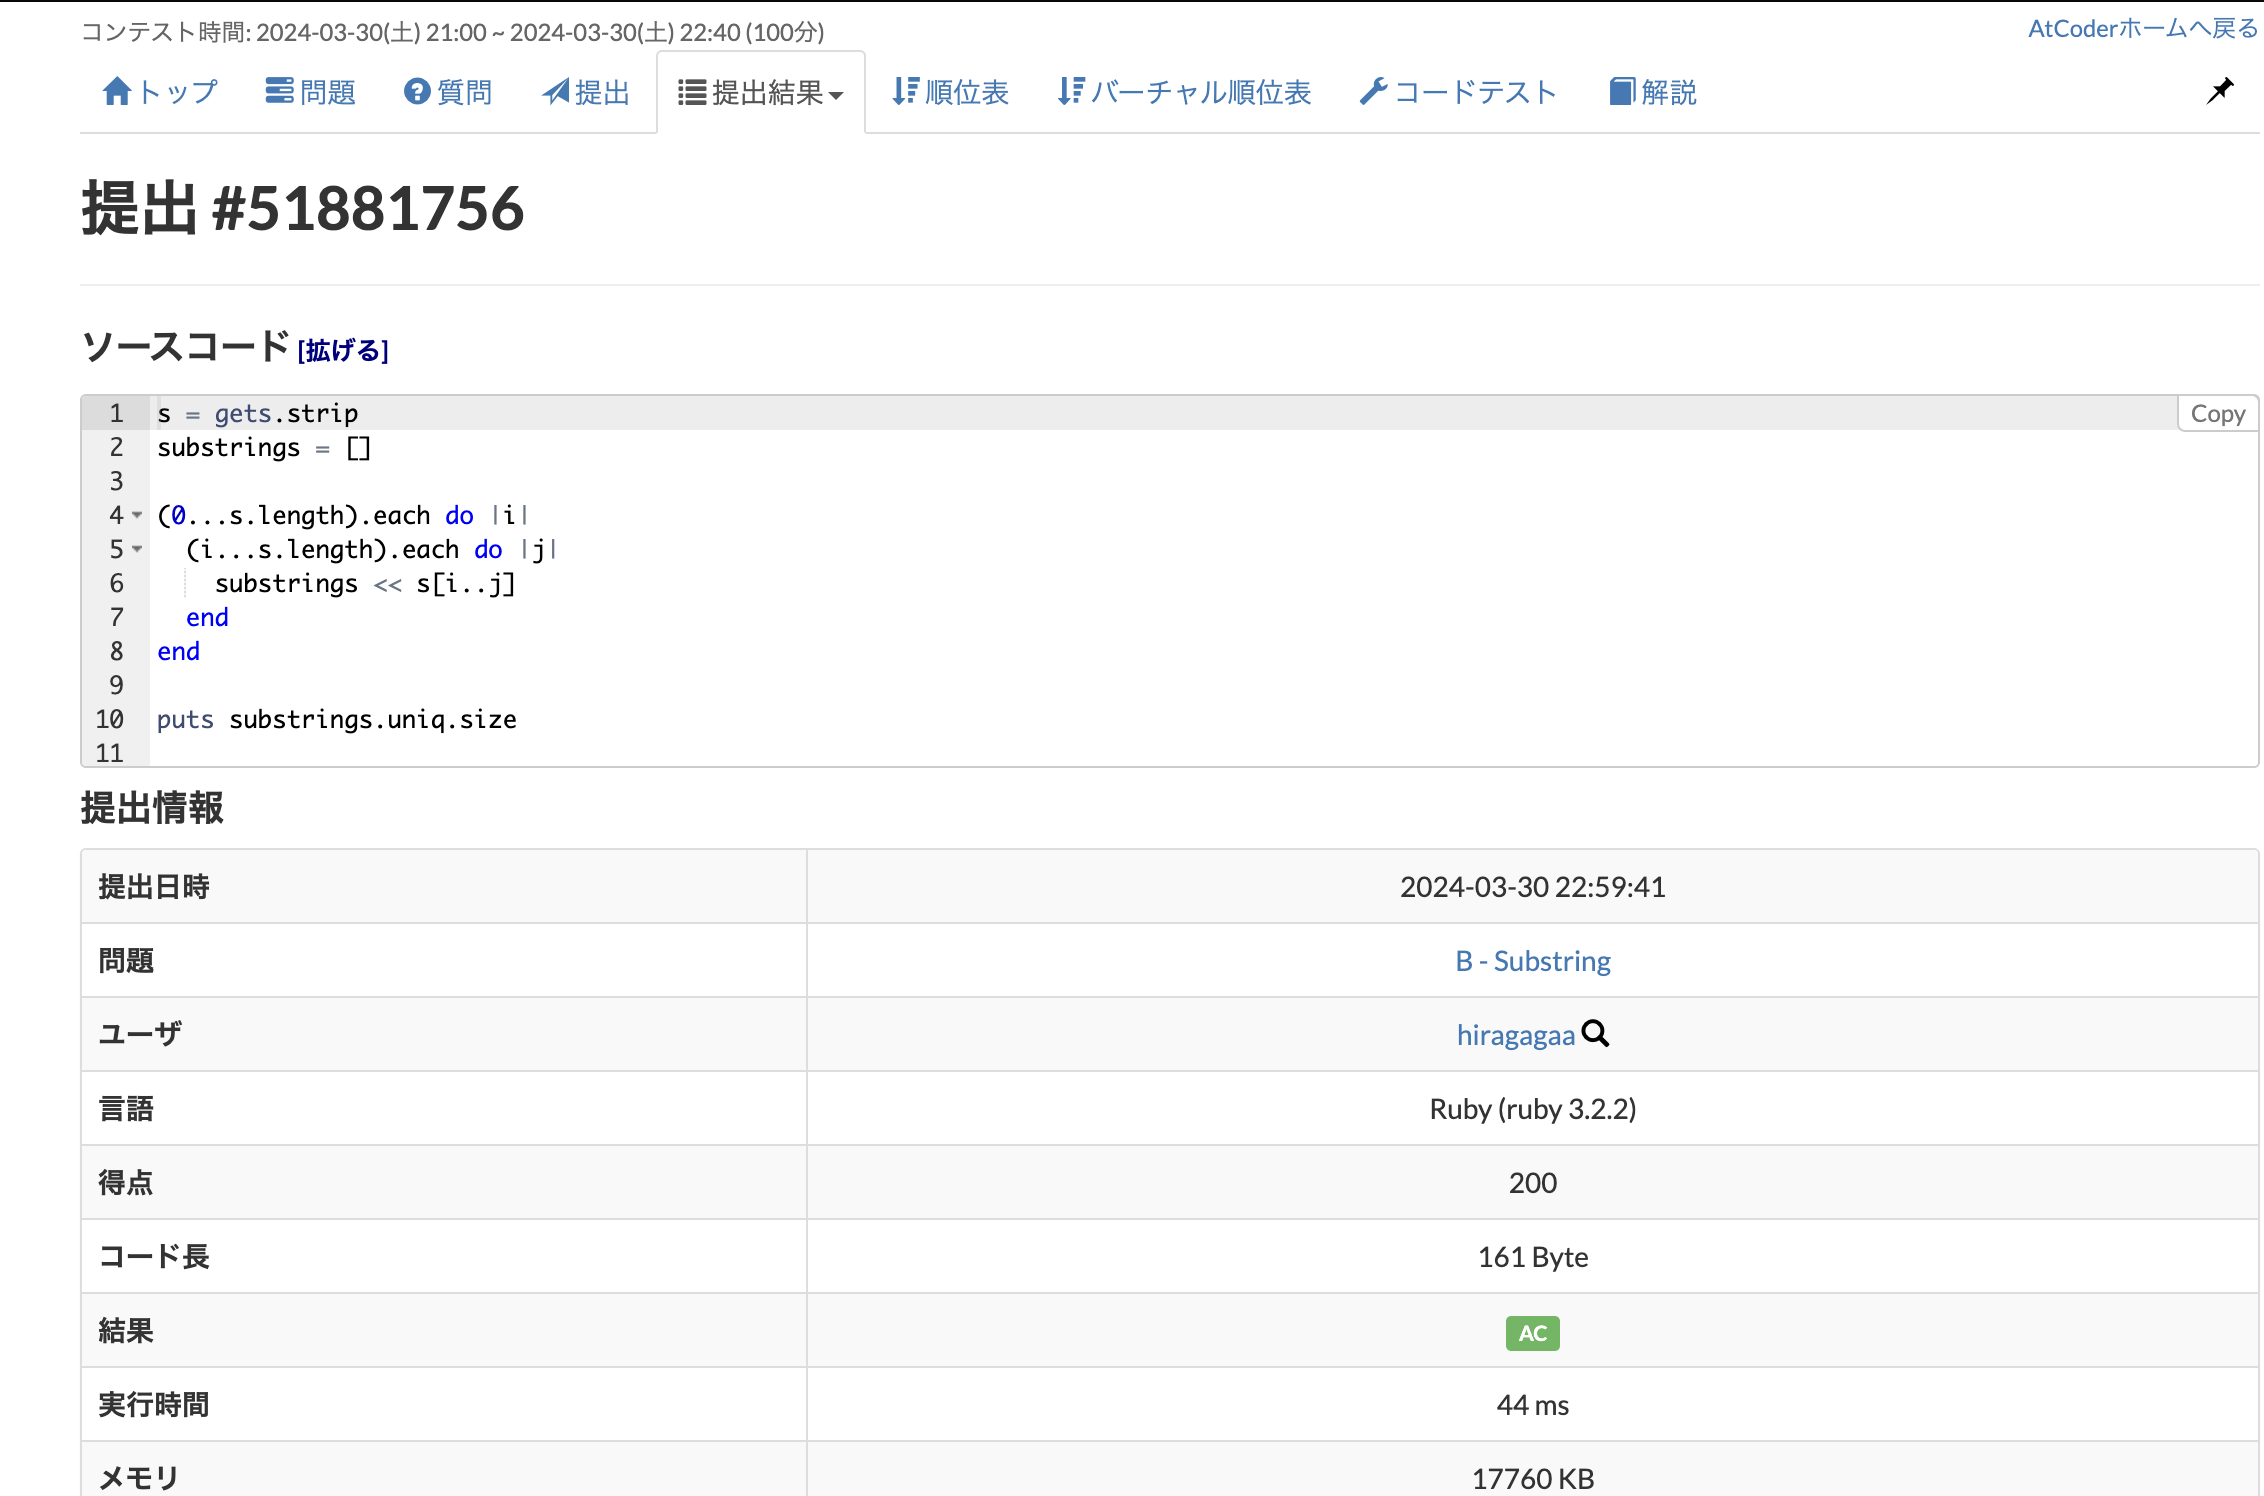 コンテスト時間: 2024-03-30(土) 21:00 ~ 2024-03-30(土) 22:40 (100分)
AtCoderホームへ戻る
トップ 問題 質問 提出 提出結果 順位表 バーチャル順位表 コードテスト 解説
提出 #51881756
ソースコード [拡げる]
Copy
1 s = gets.strip
2 substrings = []
3
4 (0...s.length).each do |i|
5   (i...s.length).each do |j|
6     substrings << s[i..j]
7   end
8 end
9
10 puts substrings.uniq.size
11
提出情報
提出日時 2024-03-30 22:59:41
問題 B - Substring
ユーザ hiragagaa
言語 Ruby (ruby 3.2.2)
得点 200
コード長 161 Byte
結果 AC
実行時間 44 ms
メモリ 17760 KB